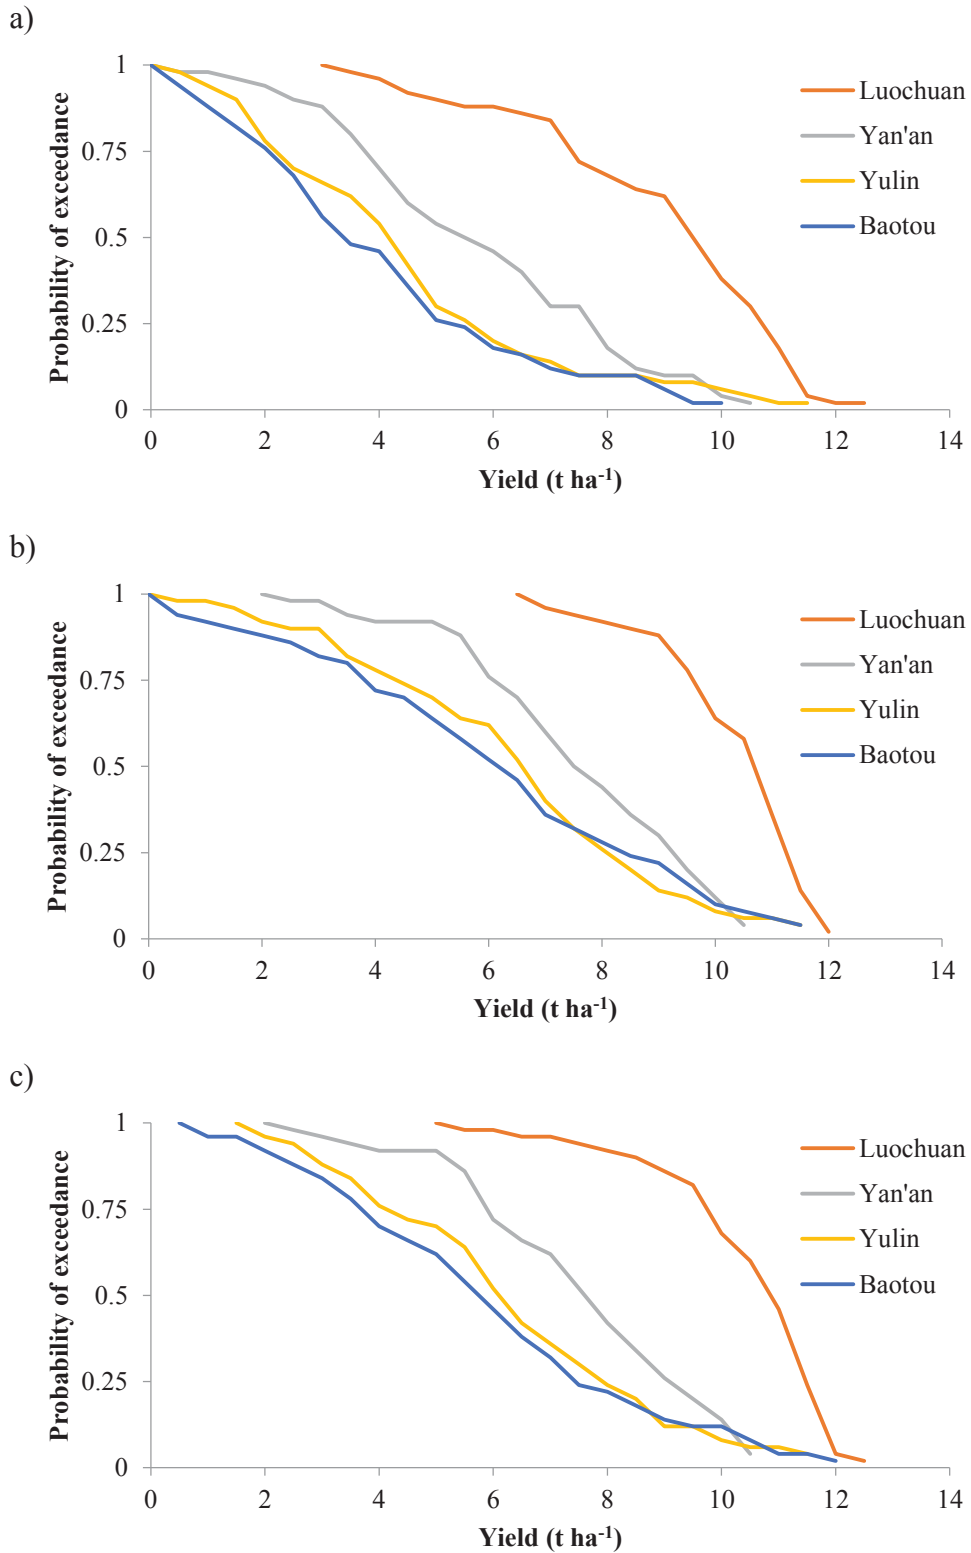 a)
Probability of exceedance
1
0.75
0.5
0.25
0
0 2 4 6 8 10 12 14
Yield (t ha-1)
Luochuan
Yan'an
Yulin
Baotou
b)
Probability of exceedance
1
0.75
0.5
0.25
0
0 2 4 6 8 10 12 14
Yield (t ha-1)
Luochuan
Yan'an
Yulin
Baotou
c)
Probability of exceedance
1
0.75
0.5
0.25
0
0 2 4 6 8 10 12 14
Yield (t ha-1)
Luochuan
Yan'an
Yulin
Baotou